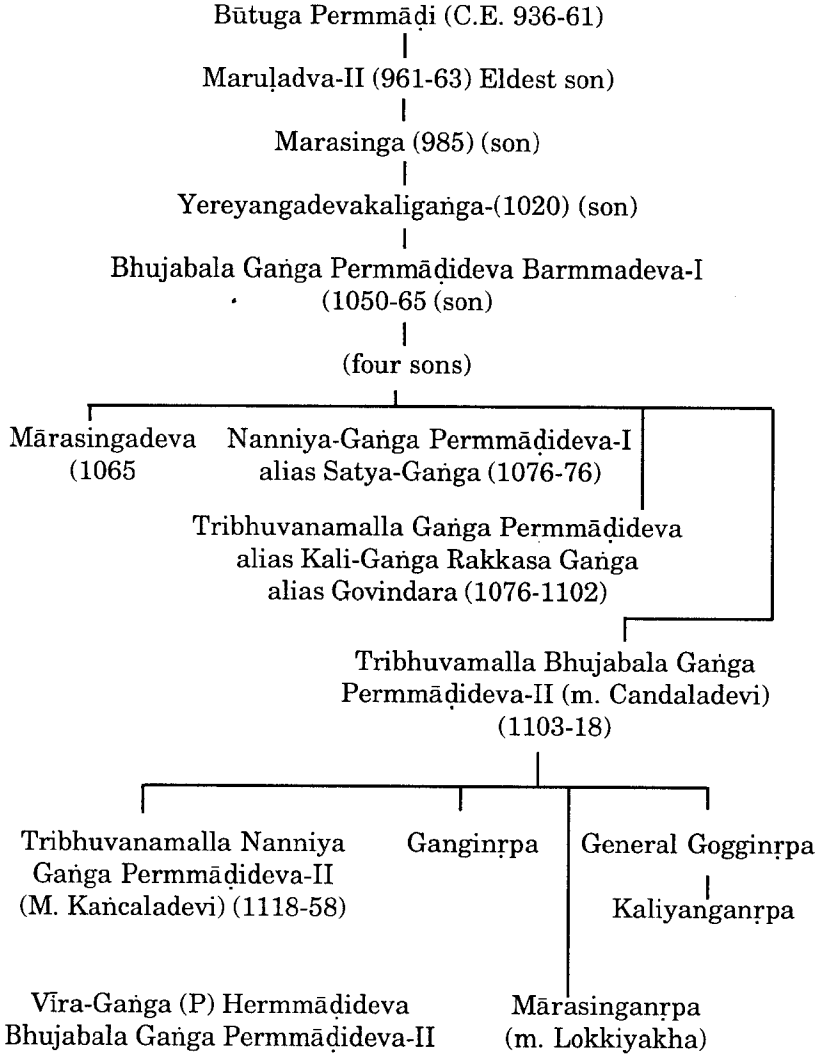 Būtuga Permmāḍi (C.E. 936-61)
Maruḷadva-II (961-63) Eldest son)
Marasinga (985) (son)
Yereyangadevakaligaṅga-(1020) (son)
Bhujabala Gaṅga Permmāḍideva Barmmadeva-I
(1050-65 (son)
(four sons)
Mārasingadeva
(1065
Nanniya-Gaṅga Permmāḍideva-I
alias Satya-Gaṅga (1076-76)
Tribhuvanamalla Gaṅga Permmāḍideva
alias Kali-Gaṅga Rakkasa Gaṅga
alias Govindara (1076-1102)
Tribhuvamalla Bhujabala Gaṅga
Permmāḍideva-II (m. Candaladevi)
(1103-18)
Tribhuvanamalla Nanniya
Gaṅga Permmāḍideva-II
(M. Kaṅcaladevi) (1118-58)
Ganginṛpa
General Gogginṛpa
Kaliyanganṛpa
Vīra-Gaṅga (P) Hermmāḍideva
Bhujabala Gaṅga Permmāḍideva-II
Mārasinganṛpa
(m. Lokkiyakha)